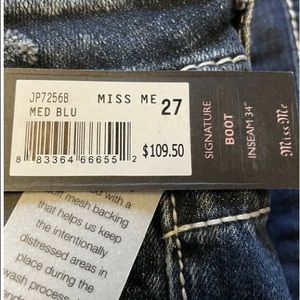 JP7256B MISS ME 27
MED BLU
8 83364 66655 2 $109.50
SIGNATURE
BOOT
INSEAM 34"
Miss Me
with a
mesh backing
that helps us keep
the intentionally
distressed areas in
place during the
wash process